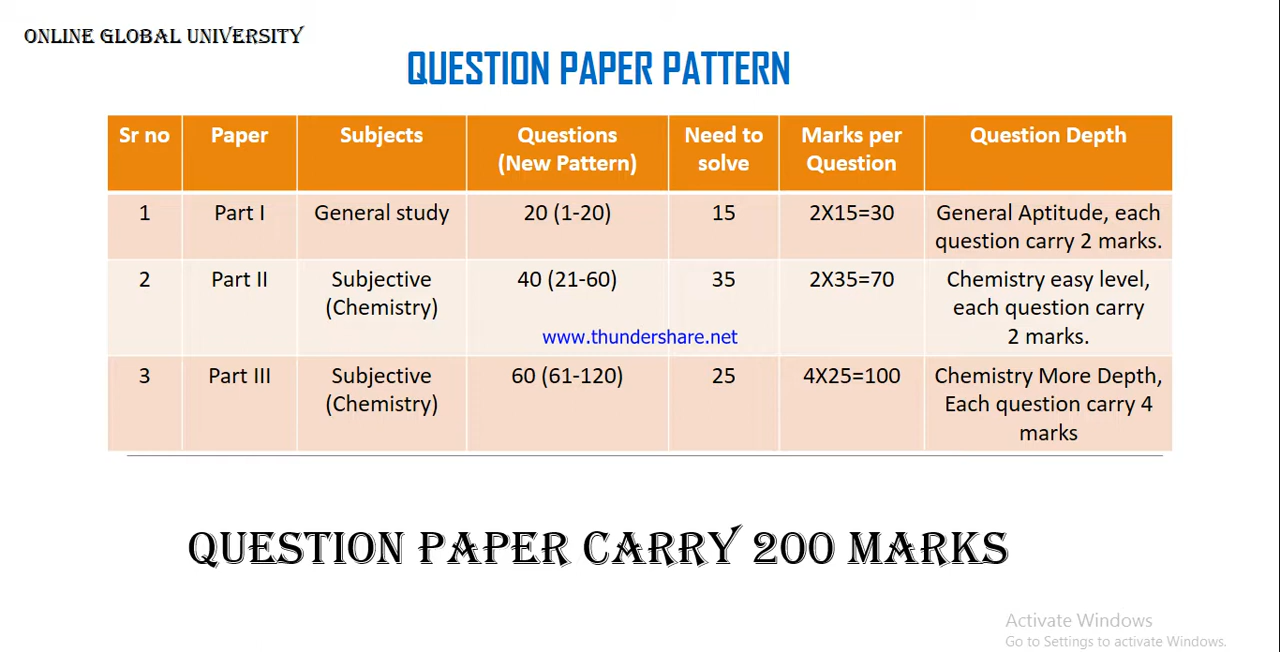 ONLINE GLOBAL UNIVERSITY
QUESTION PAPER PATTERN
Sr no Paper Subjects Questions (New Pattern) Need to solve Marks per Question Question Depth
1 Part I General study 20 (1-20) 15 2X15=30 General Aptitude, each question carry 2 marks.
2 Part II Subjective (Chemistry) 40 (21-60) 35 2X35=70 Chemistry easy level, each question carry 2 marks.
www.thundershare.net
3 Part III Subjective (Chemistry) 60 (61-120) 25 4X25=100 Chemistry More Depth, Each question carry 4 marks
QUESTION PAPER CARRY 200 MARKS
Activate Windows
Go to Settings to activate Windows.